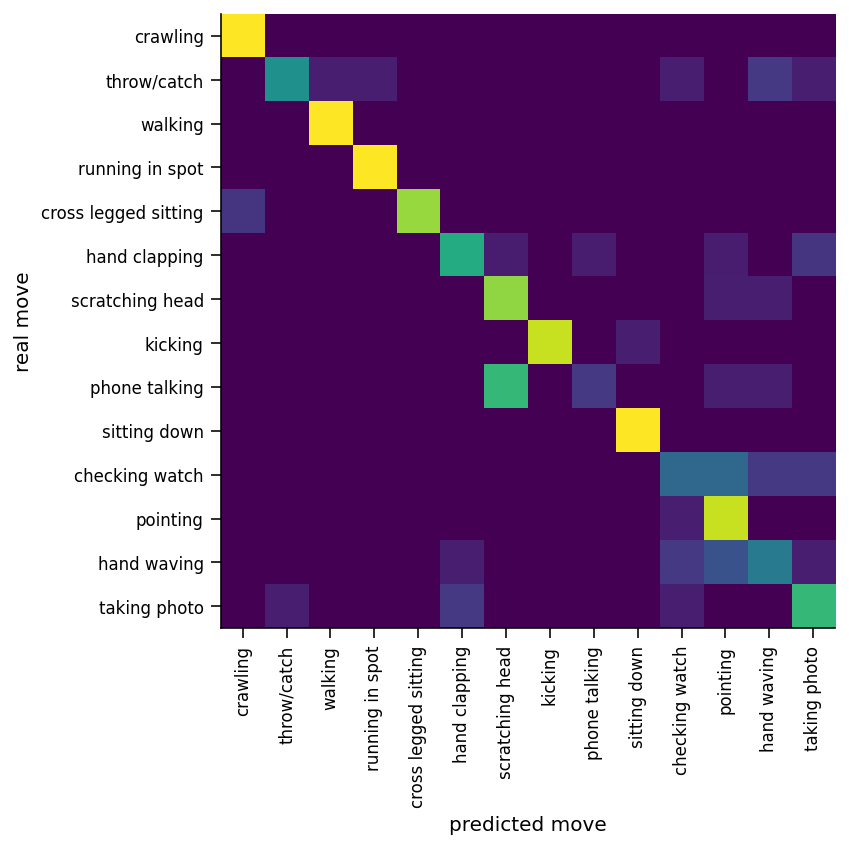 crawling
throw/catch
walking
running in spot
cross legged sitting
hand clapping
scratching head
kicking
phone talking
sitting down
checking watch
pointing
hand waving
taking photo
real move
crawling
throw/catch
walking
running in spot
cross legged sitting
hand clapping
scratching head
kicking
phone talking
sitting down
checking watch
pointing
hand waving
taking photo
predicted move